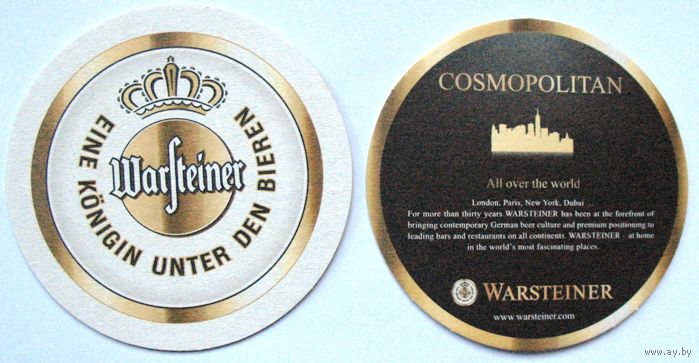 EINE KÖNIGIN UNTER DEN BIEREN
Warsteiner
COSMOPOLITAN
All over the world
London, Paris, New York, Dubai ...
For more than thirty years WARSTEINER has been at the forefront of
bringing contemporary German beer culture and premium positioning to
leading bars and restaurants on all continents. WARSTEINER – at home
in the world's most fascinating places.
WARSTEINER
www.warsteiner.com
www.ay.by